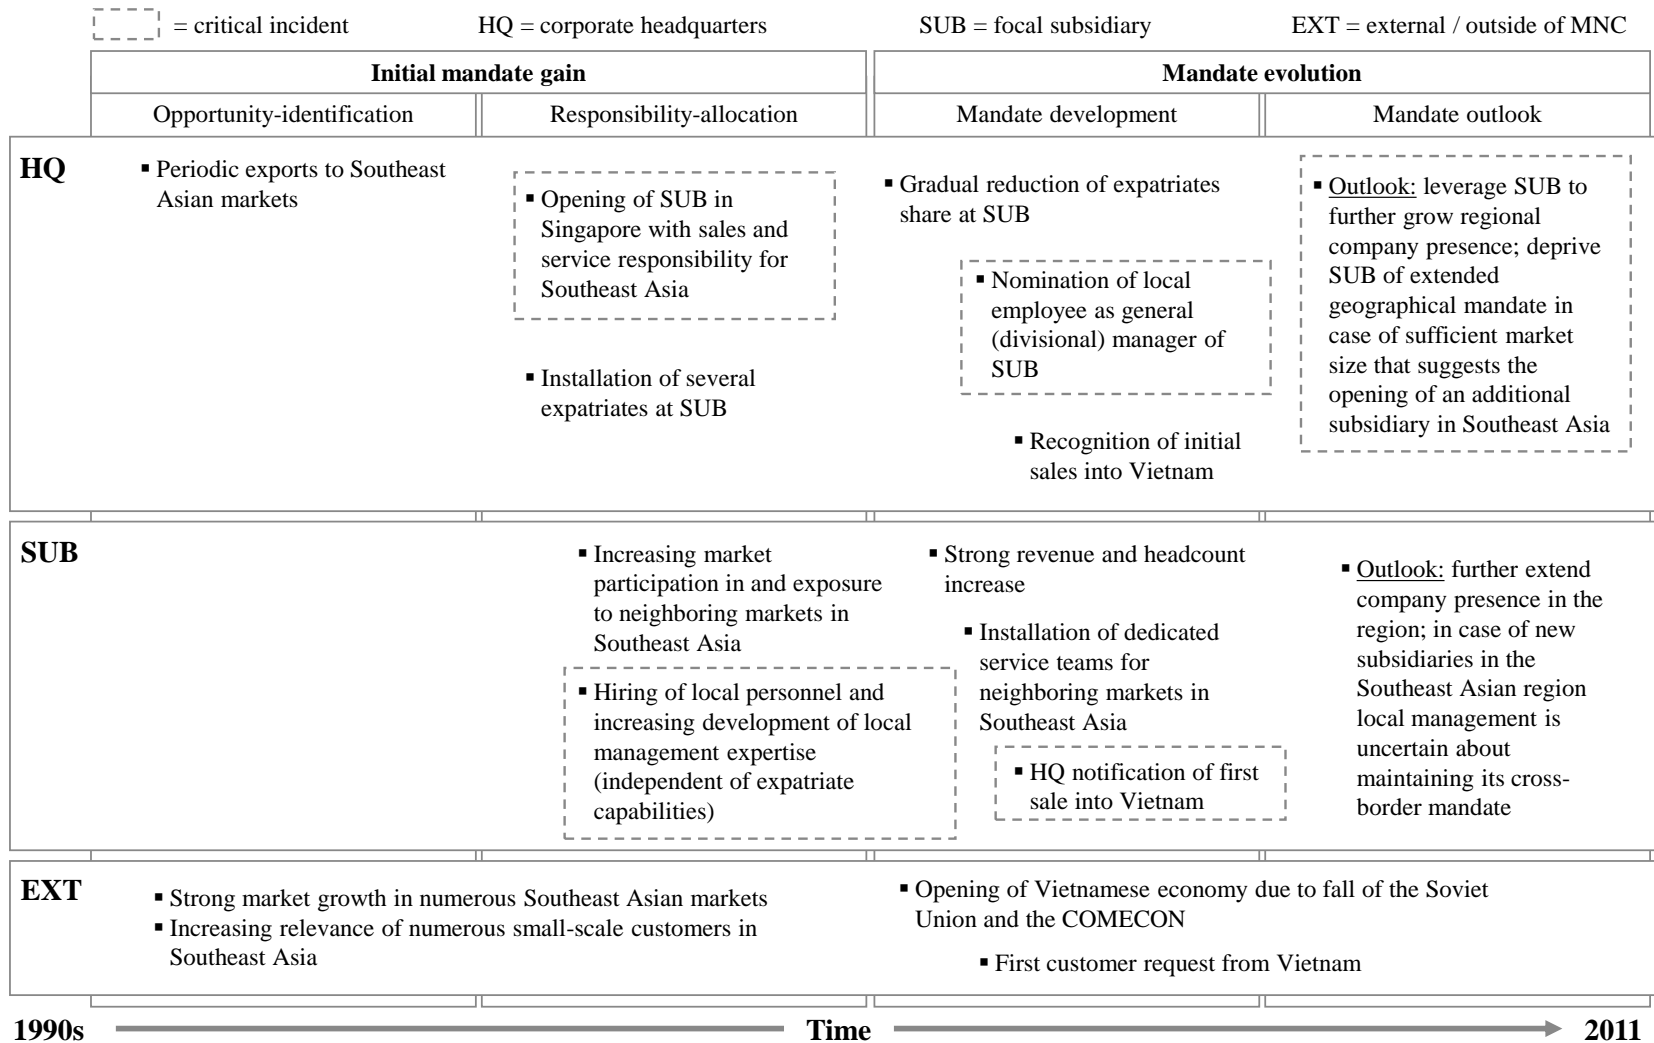 = critical incident
HQ = corporate headquarters
SUB = focal subsidiary
EXT = external / outside of MNC
Initial mandate gain
Mandate evolution
Opportunity-identification
Responsibility-allocation
Mandate development
Mandate outlook
HQ
▪ Periodic exports to Southeast
Asian markets
▪ Opening of SUB in
Singapore with sales and
service responsibility for
Southeast Asia
▪ Installation of several
expatriates at SUB
▪ Gradual reduction of expatriates
share at SUB
▪ Nomination of local
employee as general
(divisional) manager of
SUB
▪ Recognition of initial
sales into Vietnam
▪ Outlook: leverage SUB to
further grow regional
company presence; deprive
SUB of extended
geographical mandate in
case of sufficient market
size that suggests the
opening of an additional
subsidiary in Southeast Asia
SUB
▪ Increasing market
participation in and exposure
to neighboring markets in
Southeast Asia
▪ Hiring of local personnel and
increasing development of local
management expertise
(independent of expatriate
capabilities)
▪ Strong revenue and headcount
increase
▪ Installation of dedicated
service teams for
neighboring markets in
Southeast Asia
▪ HQ notification of first
sale into Vietnam
▪ Outlook: further extend
company presence in the
region; in case of new
subsidiaries in the
Southeast Asian region
local management is
uncertain about
maintaining its cross-
border mandate
EXT
▪ Strong market growth in numerous Southeast Asian markets
▪ Increasing relevance of numerous small-scale customers in
Southeast Asia
▪ Opening of Vietnamese economy due to fall of the Soviet
Union and the COMECON
▪ First customer request from Vietnam
1990s
Time
2011